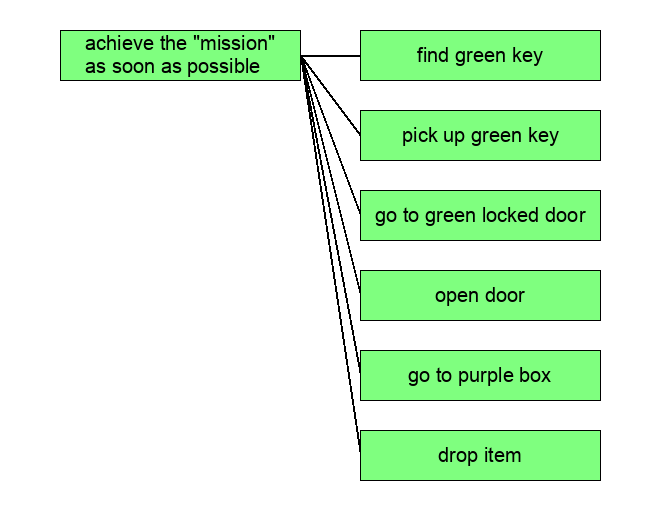 achieve the "mission"
as soon as possible
find green key
pick up green key
go to green locked door
open door
go to purple box
drop item